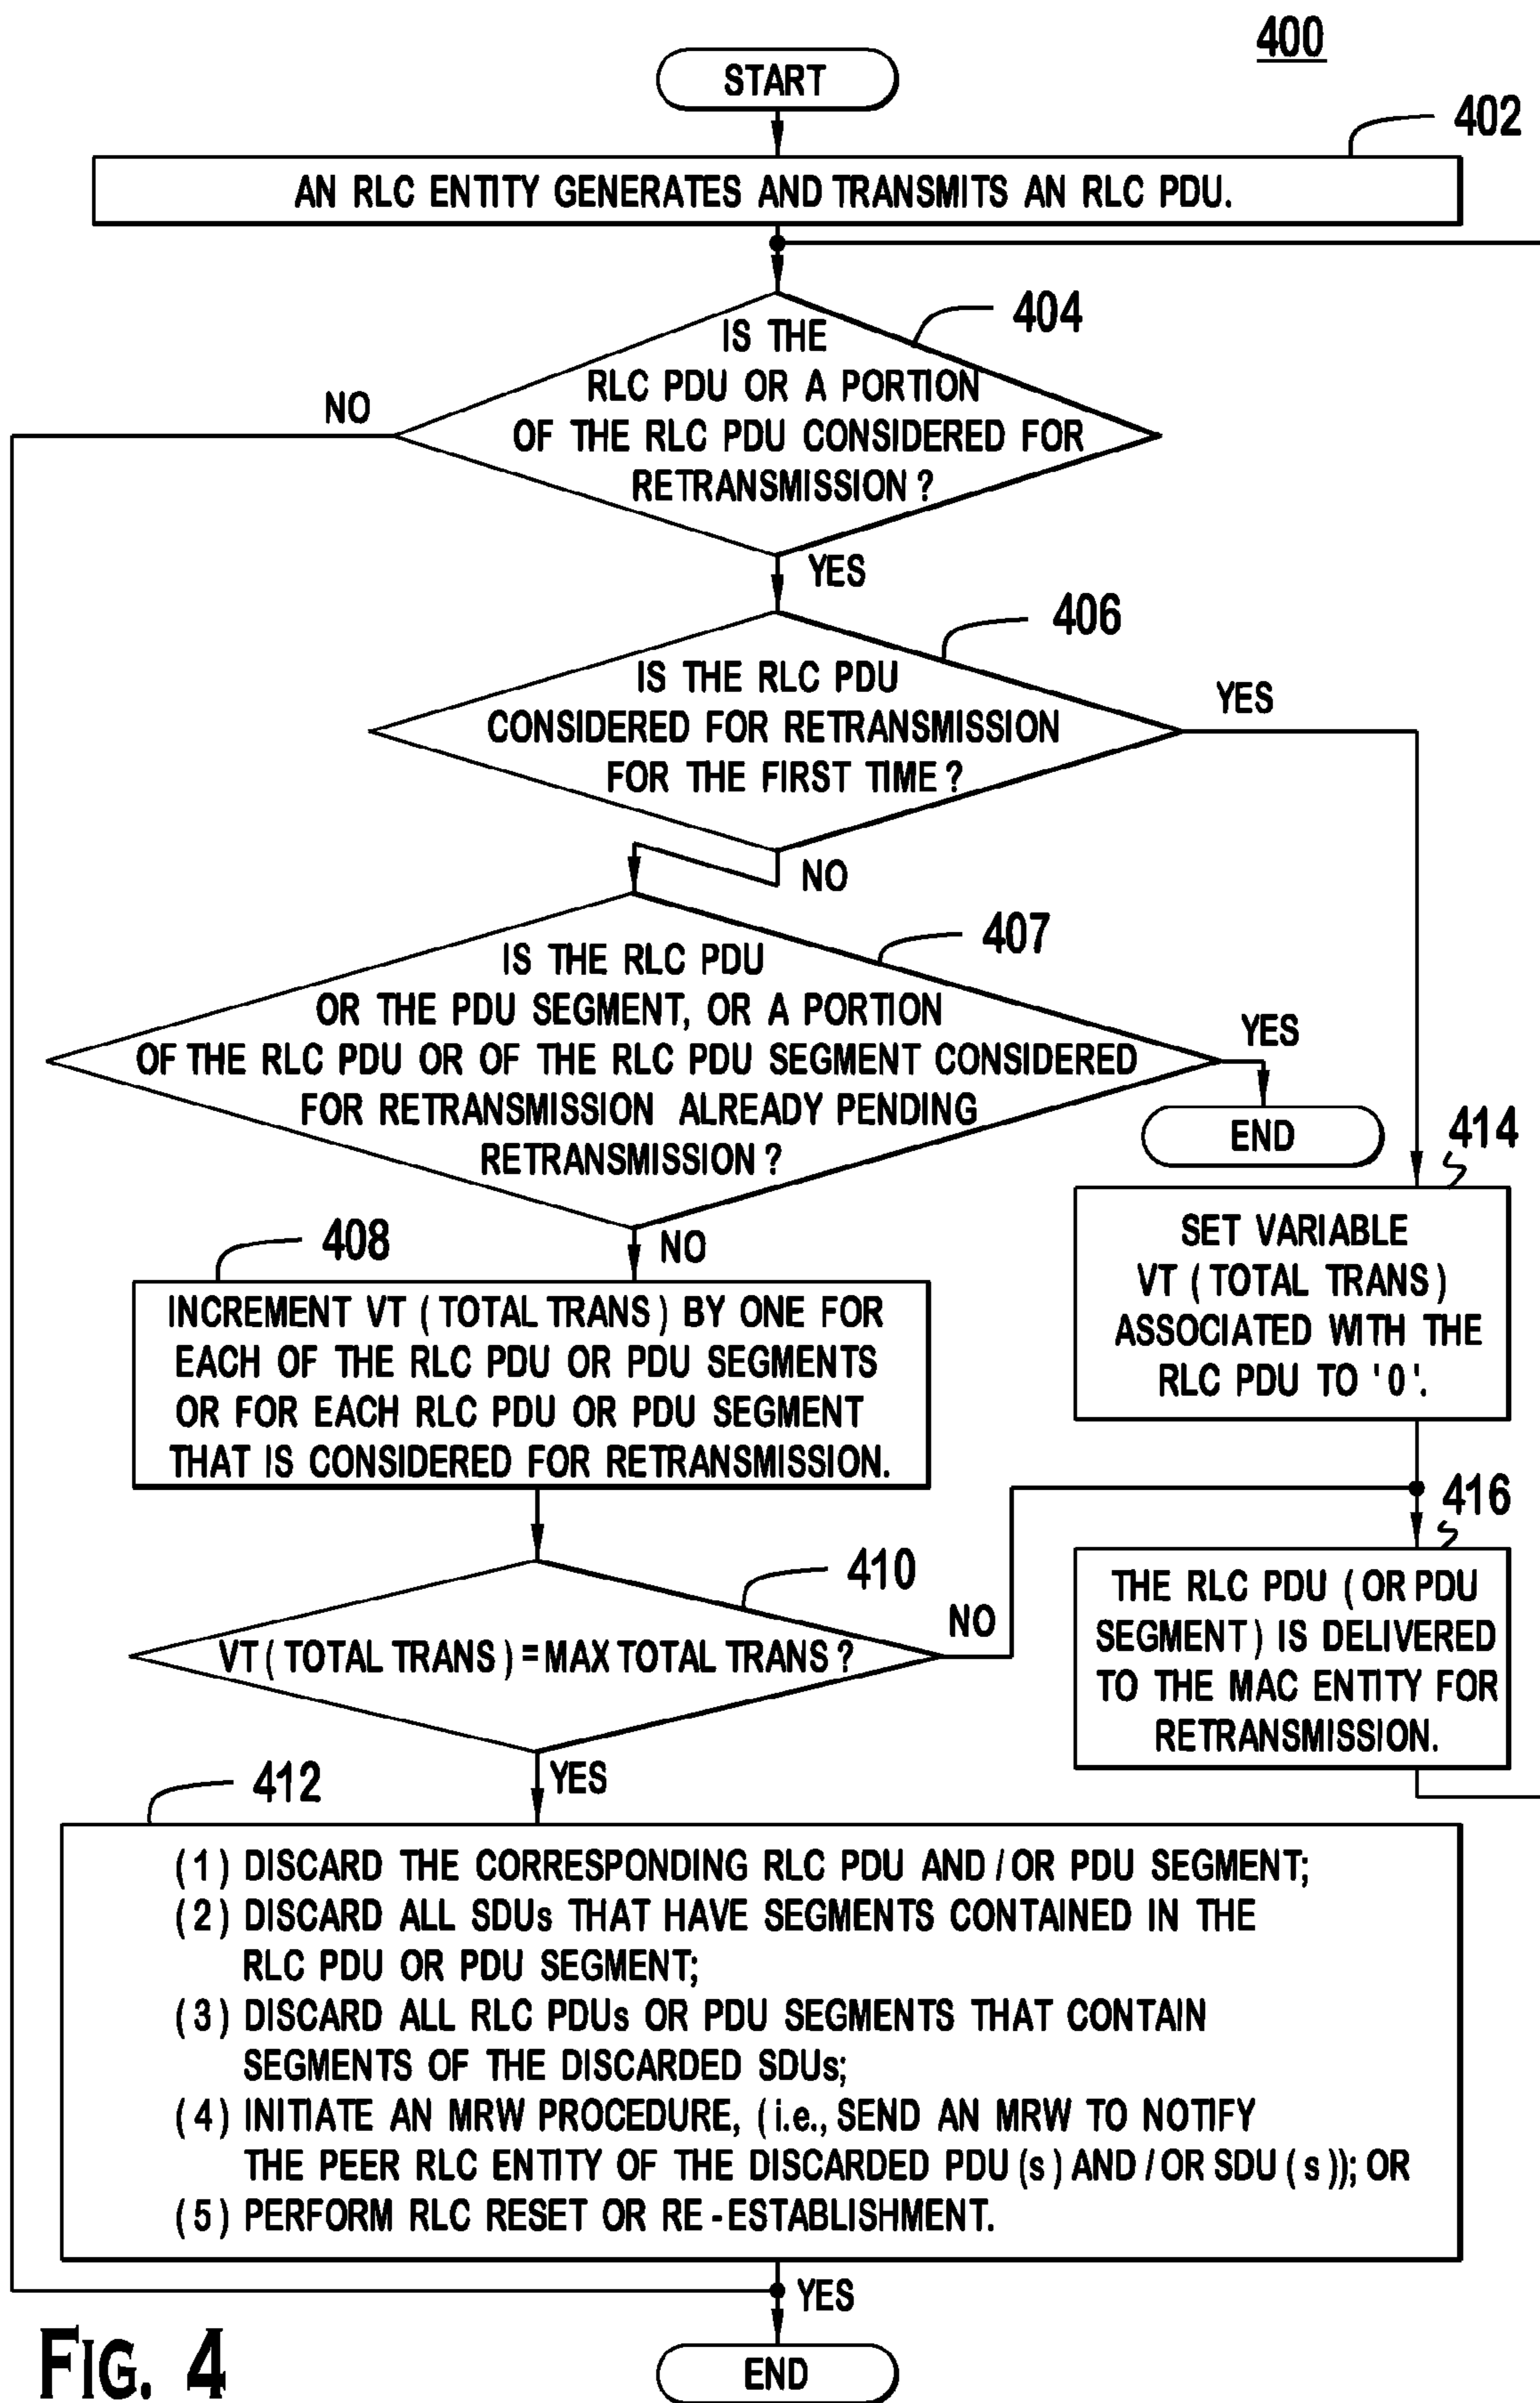 400
START
402
AN RLC ENTITY GENERATES AND TRANSMITS AN RLC PDU.
404
IS THE
RLC PDU OR A PORTION
OF THE RLC PDU CONSIDERED FOR
RETRANSMISSION?
NO
YES
406
IS THE RLC PDU
CONSIDERED FOR RETRANSMISSION
FOR THE FIRST TIME?
YES
NO
407
IS THE RLC PDU
OR THE PDU SEGMENT, OR A PORTION
OF THE RLC PDU OR OF THE RLC PDU SEGMENT CONSIDERED
FOR RETRANSMISSION ALREADY PENDING
RETRANSMISSION?
YES
END
NO
414
SET VARIABLE
VT (TOTAL TRANS)
ASSOCIATED WITH THE
RLC PDU TO '0'.
408
INCREMENT VT (TOTAL TRANS) BY ONE FOR
EACH OF THE RLC PDU OR PDU SEGMENTS
OR FOR EACH RLC PDU OR PDU SEGMENT
THAT IS CONSIDERED FOR RETRANSMISSION.
416
THE RLC PDU (OR PDU
SEGMENT) IS DELIVERED
TO THE MAC ENTITY FOR
RETRANSMISSION.
410
VT (TOTAL TRANS) = MAX TOTAL TRANS?
NO
YES
412
(1) DISCARD THE CORRESPONDING RLC PDU AND/OR PDU SEGMENT;
(2) DISCARD ALL SDUs THAT HAVE SEGMENTS CONTAINED IN THE
RLC PDU OR PDU SEGMENT;
(3) DISCARD ALL RLC PDUs OR PDU SEGMENTS THAT CONTAIN
SEGMENTS OF THE DISCARDED SDUs;
(4) INITIATE AN MRW PROCEDURE, (i.e., SEND AN MRW TO NOTIFY
THE PEER RLC ENTITY OF THE DISCARDED PDU(s) AND/OR SDU(s)); OR
(5) PERFORM RLC RESET OR RE-ESTABLISHMENT.
YES
END
FIG. 4